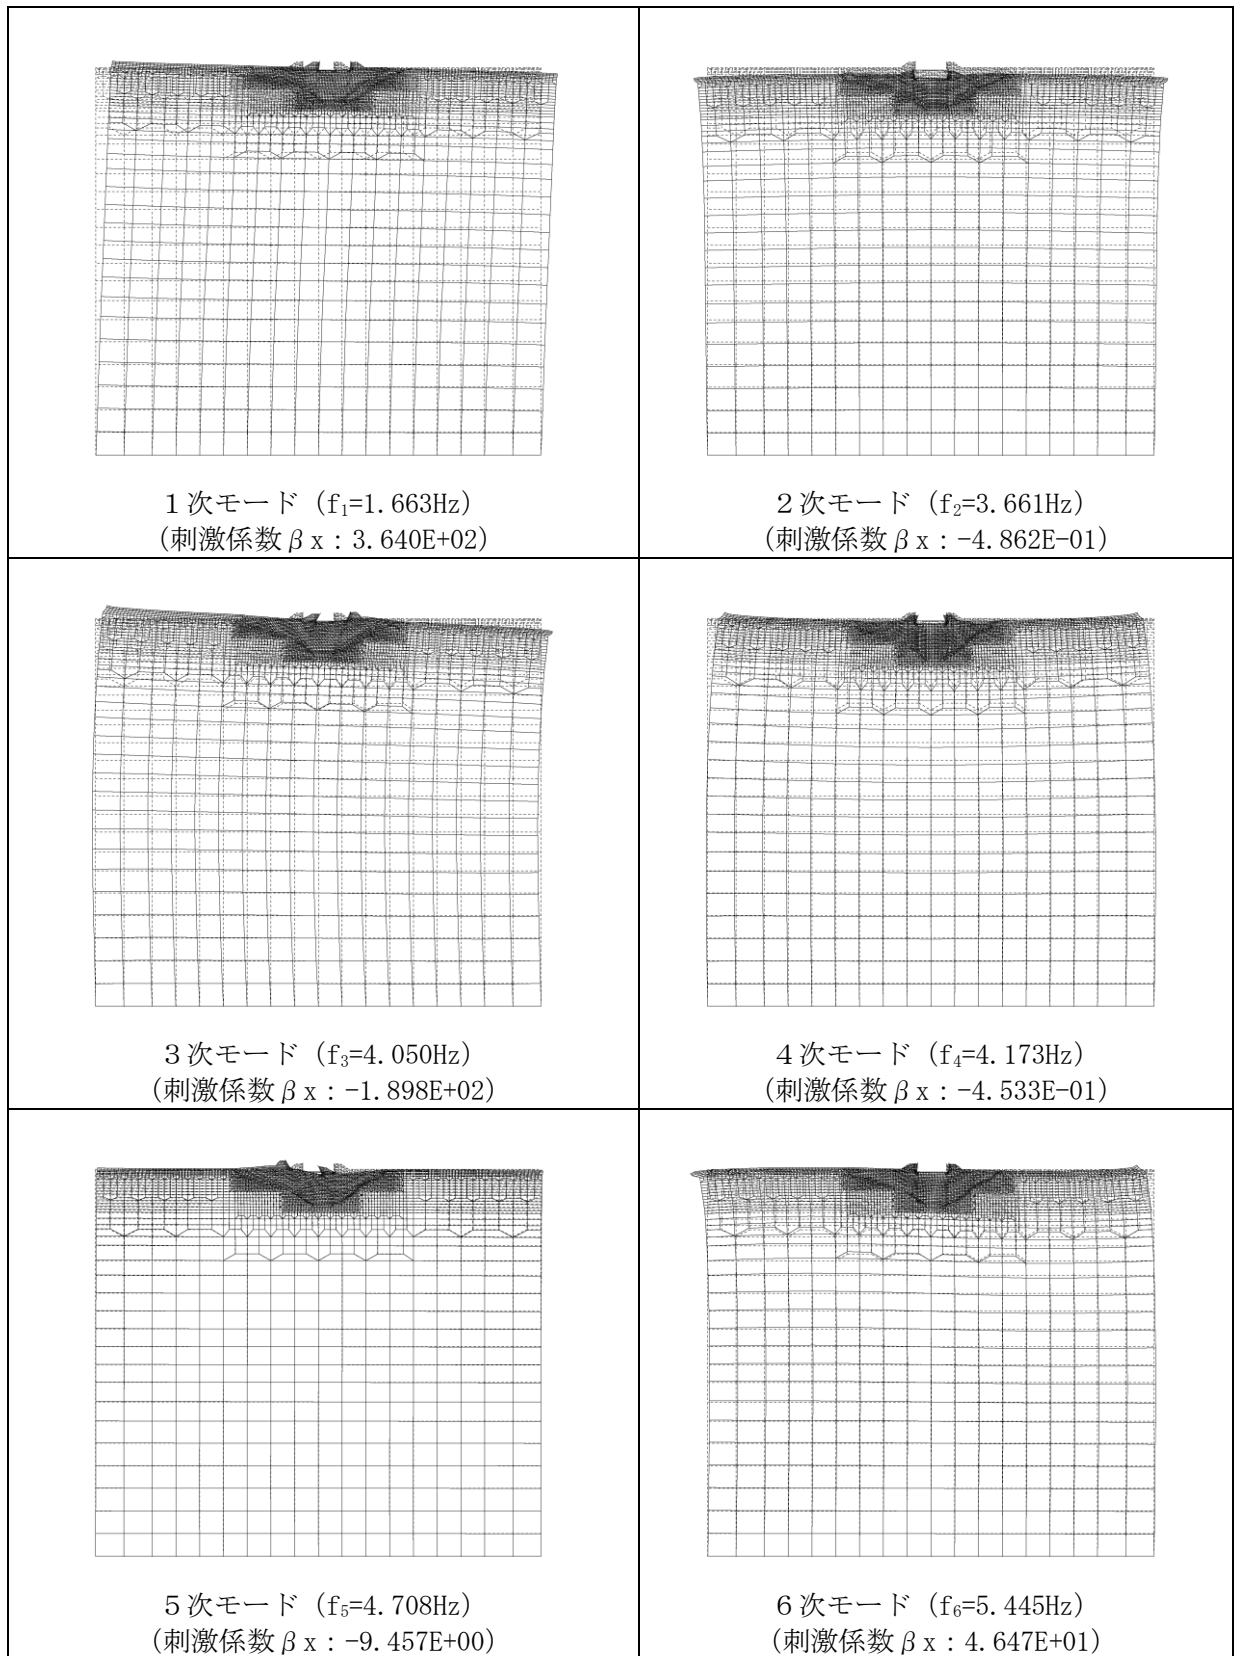 1次モード (f₁=1.663Hz)
(刺激係数βx:3.640E+02)
2次モード (f₂=3.661Hz)
(刺激係数βx:-4.862E-01)
3次モード (f₃=4.050Hz)
(刺激係数βx:-1.898E+02)
4次モード (f₄=4.173Hz)
(刺激係数βx:-4.533E-01)
5次モード (f₅=4.708Hz)
(刺激係数βx:-9.457E+00)
6次モード (f₆=5.445Hz)
(刺激係数βx:4.647E+01)